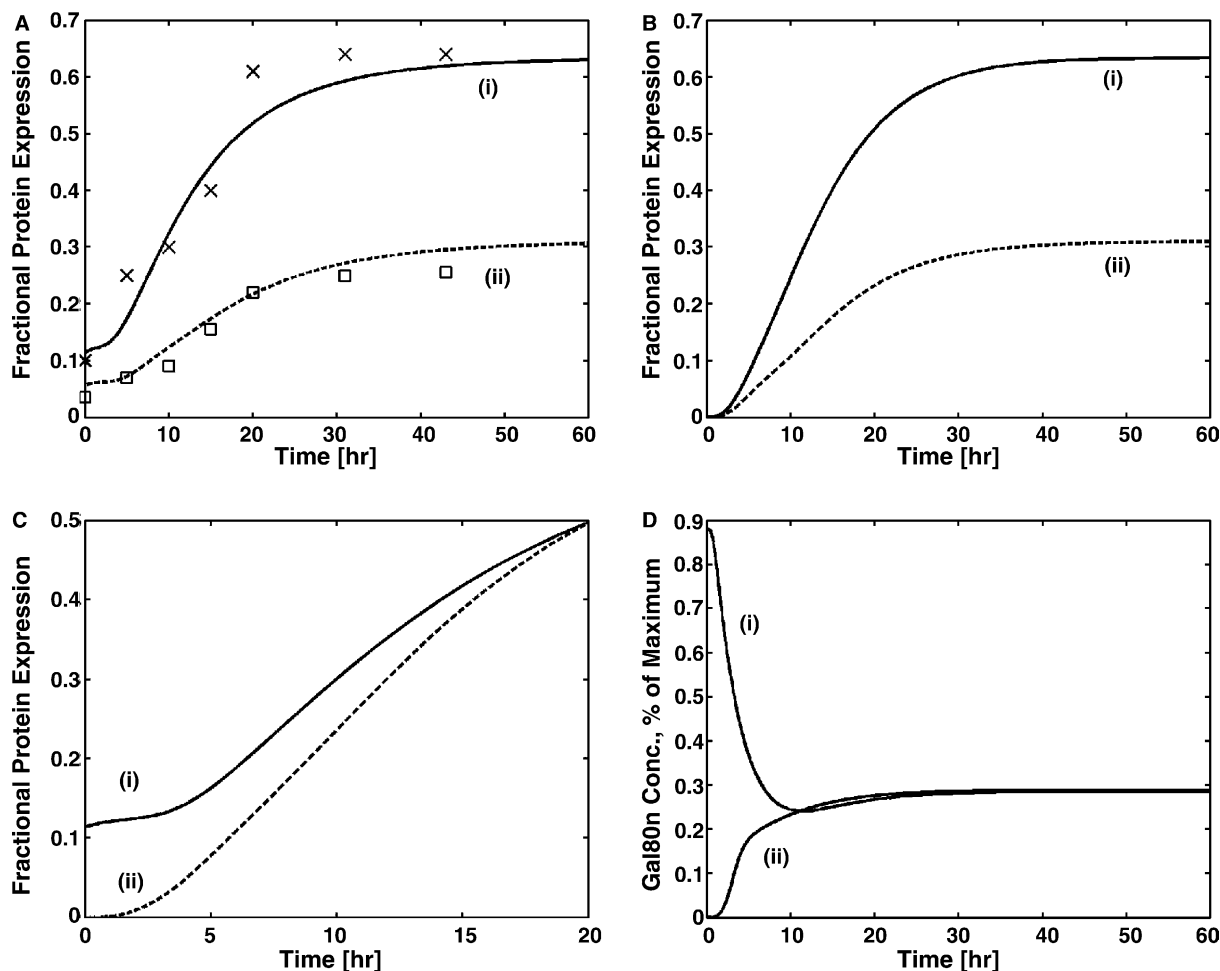 A
Fractional Protein Expression
0.7
0.6
0.5
0.4
0.3
0.2
0.1
0
(i)
(ii)
0 10 20 30 40 50 60
Time [hr]
B
Fractional Protein Expression
0.7
0.6
0.5
0.4
0.3
0.2
0.1
0
(i)
(ii)
0 10 20 30 40 50 60
Time [hr]
C
Fractional Protein Expression
0.5
0.4
0.3
0.2
0.1
0
(i)
(ii)
0 5 10 15 20
Time [hr]
D
Gal80n Conc., % of Maximum
0.9
0.8
0.7
0.6
0.5
0.4
0.3
0.2
0.1
0
(i)
(ii)
0 10 20 30 40 50 60
Time [hr]